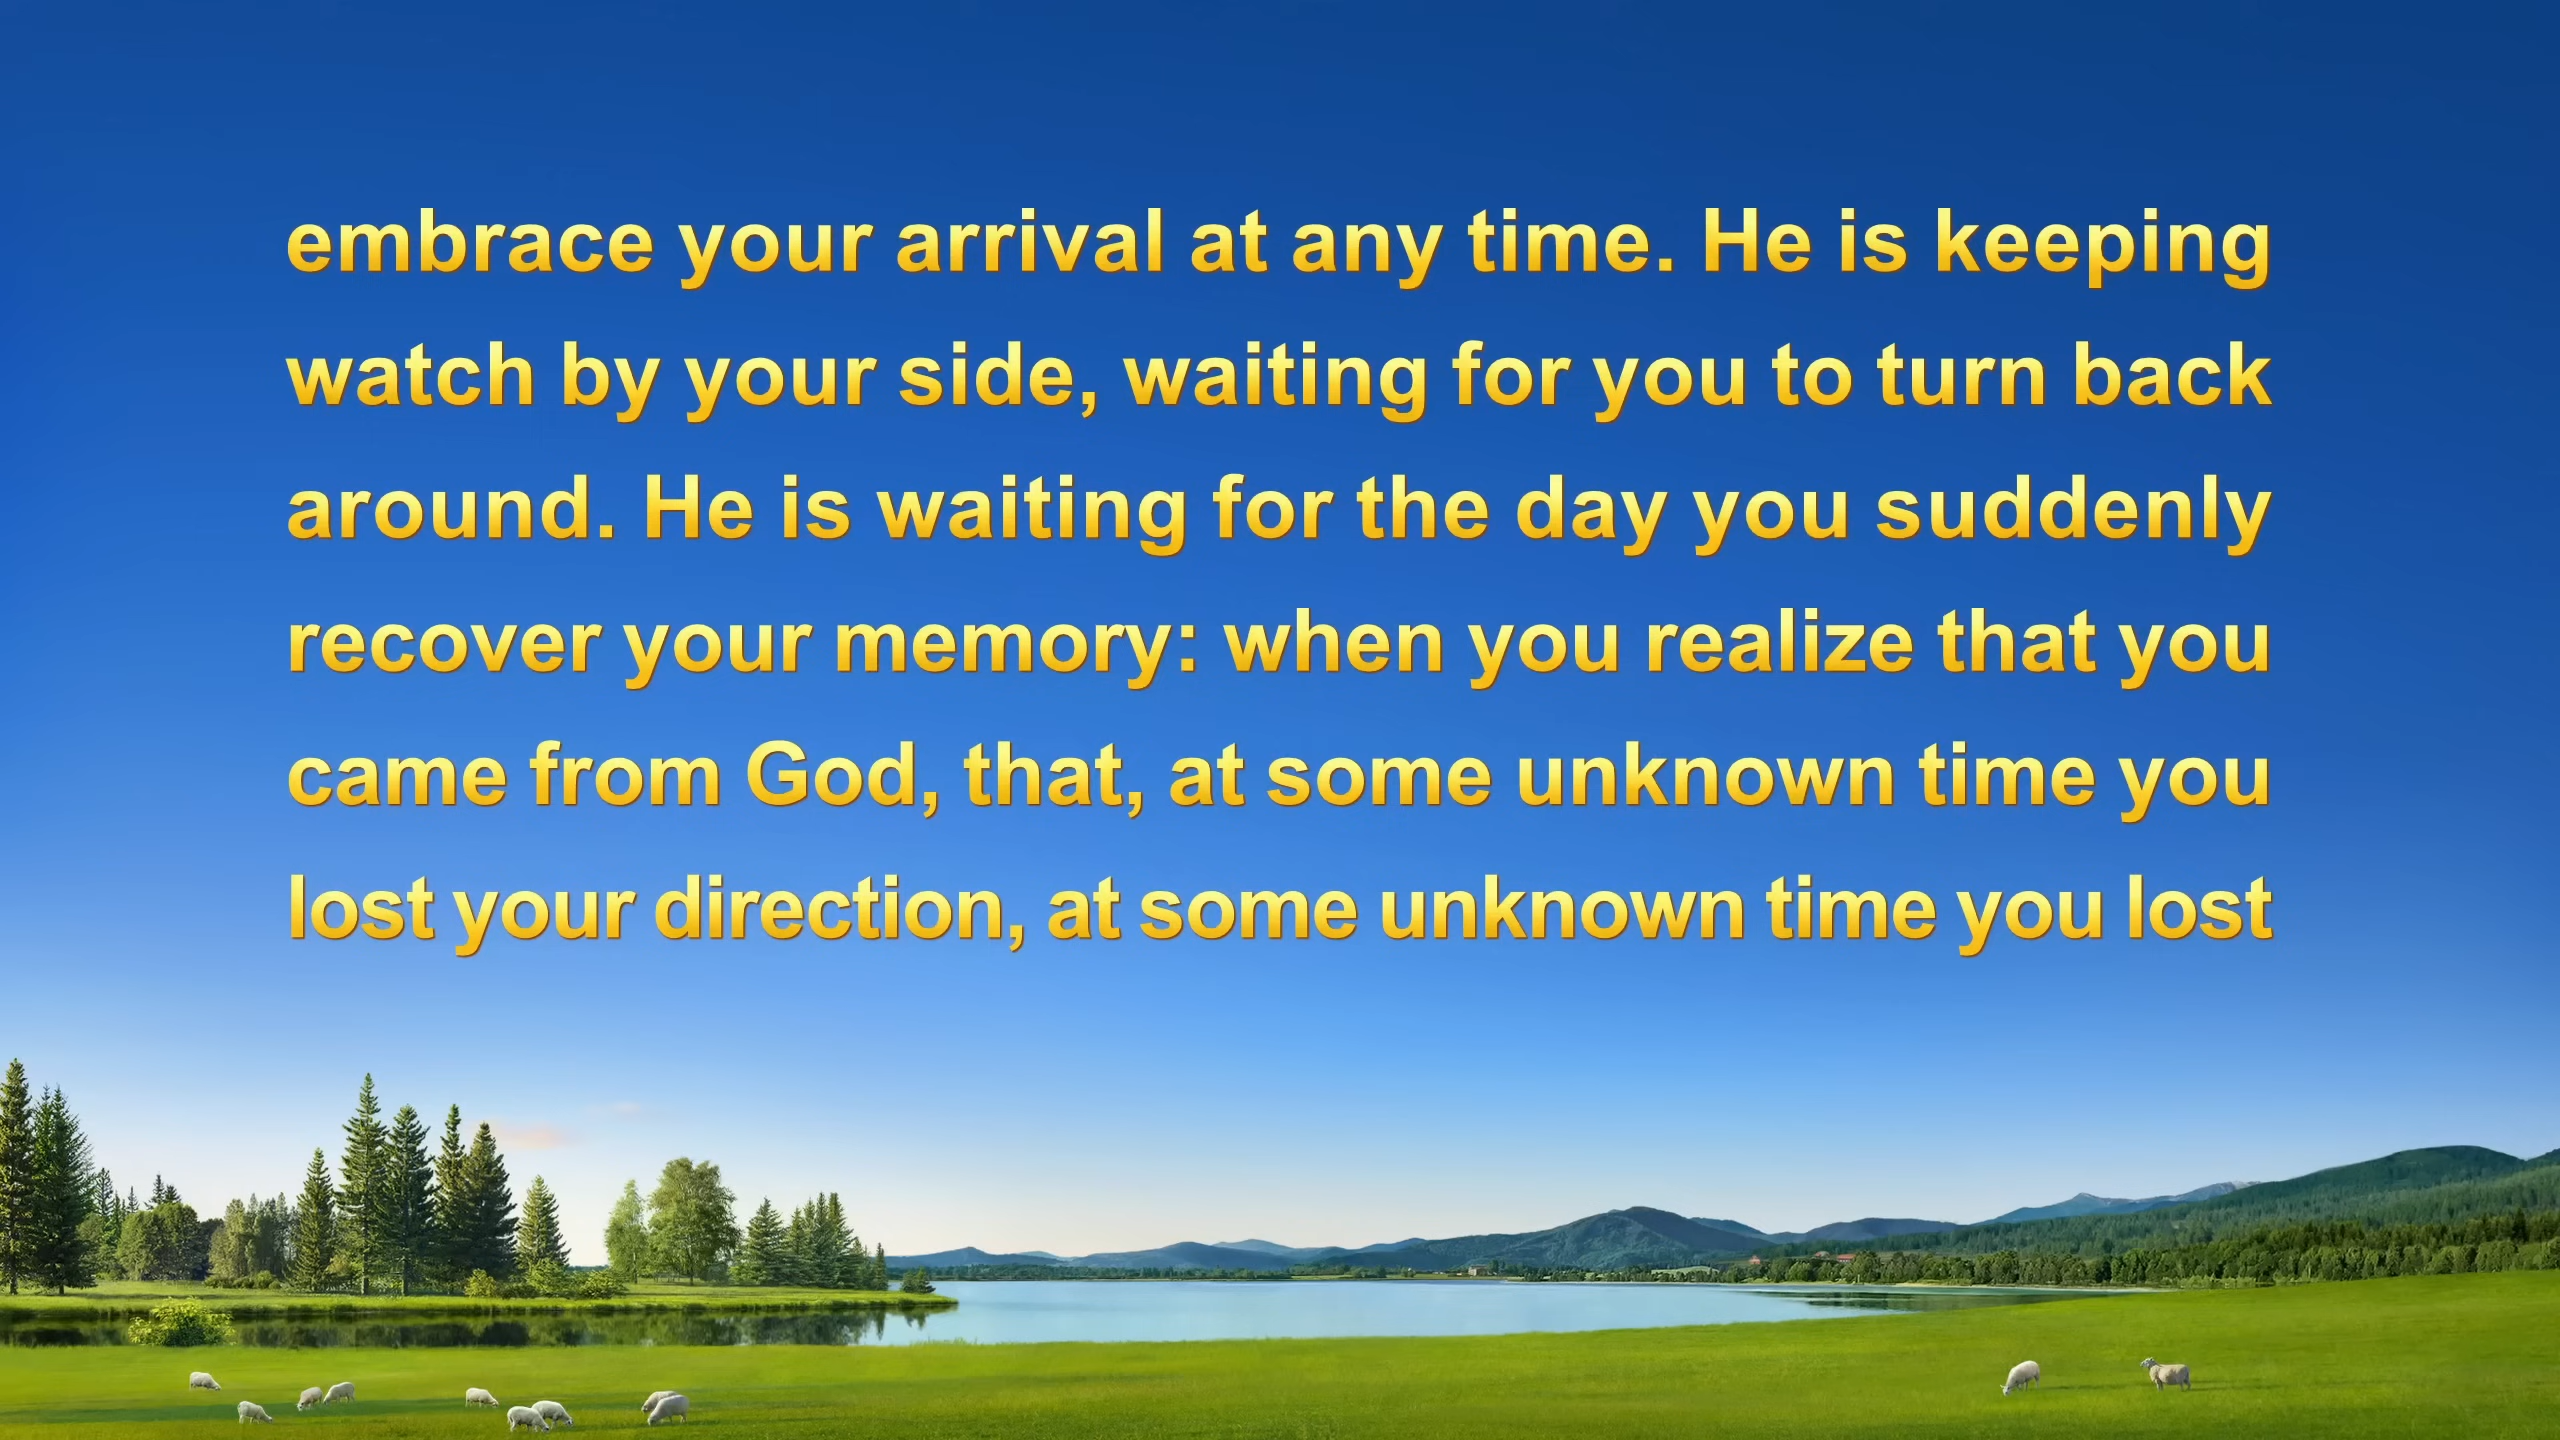 embrace your arrival at any time. He is keeping
watch by your side, waiting for you to turn back
around. He is waiting for the day you suddenly
recover your memory: when you realize that you
came from God, that, at some unknown time you
lost your direction, at some unknown time you lost